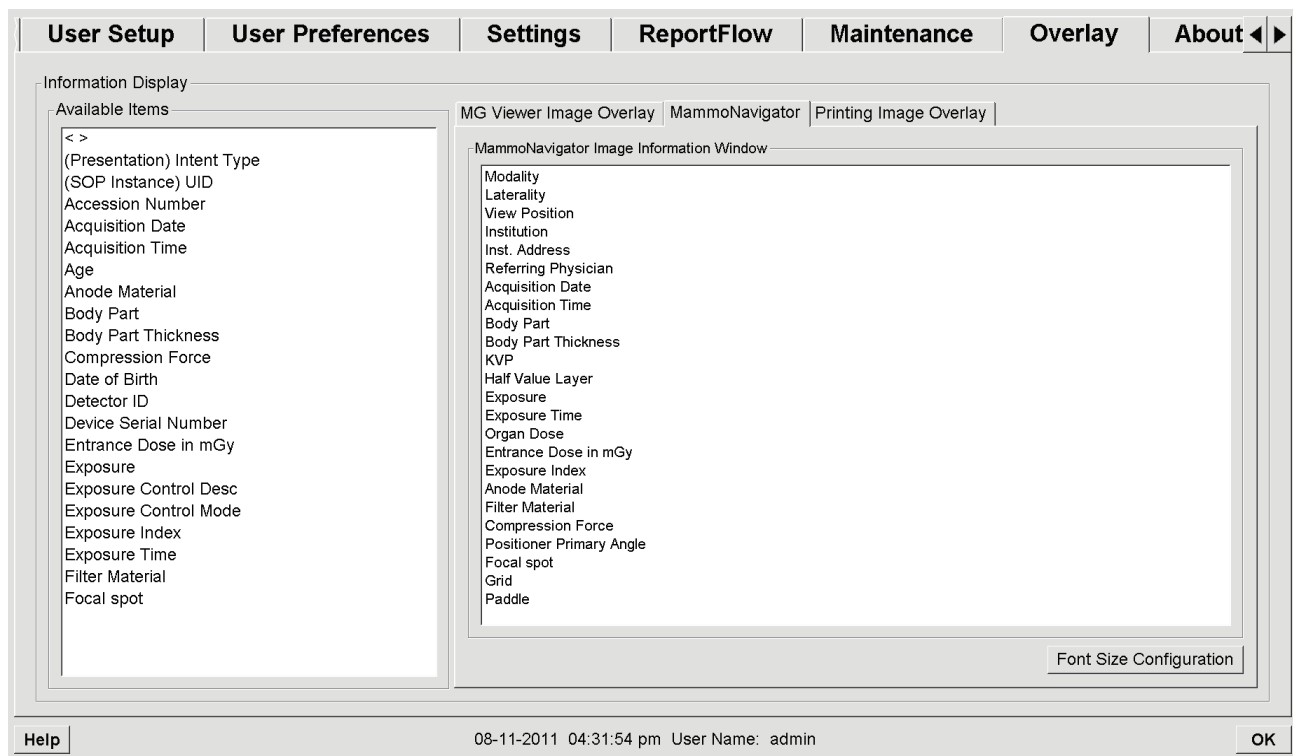 User Setup User Preferences Settings ReportFlow Maintenance Overlay About
Information Display
Available Items
< >
(Presentation) Intent Type
(SOP Instance) UID
Accession Number
Acquisition Date
Acquisition Time
Age
Anode Material
Body Part
Body Part Thickness
Compression Force
Date of Birth
Detector ID
Device Serial Number
Entrance Dose in mGy
Exposure
Exposure Control Desc
Exposure Control Mode
Exposure Index
Exposure Time
Filter Material
Focal spot
MG Viewer Image Overlay MammoNavigator Printing Image Overlay
MammoNavigator Image Information Window
Modality
Laterality
View Position
Institution
Inst. Address
Referring Physician
Acquisition Date
Acquisition Time
Body Part
Body Part Thickness
KVP
Half Value Layer
Exposure
Exposure Time
Organ Dose
Entrance Dose in mGy
Exposure Index
Anode Material
Filter Material
Compression Force
Positioner Primary Angle
Focal spot
Grid
Paddle
Font Size Configuration
Help 08-11-2011 04:31:54 pm User Name: admin OK